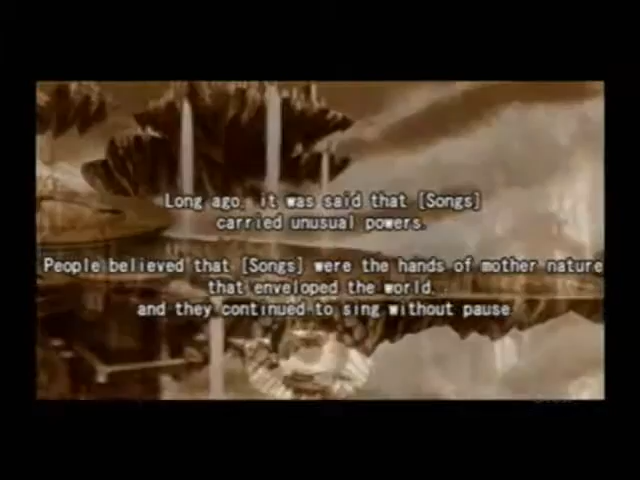 Long ago, it was said that [Songs]
carried unusual powers.
People believed that [Songs] were the hands of mother nature
that enveloped the world,
and they continued to sing without pause.